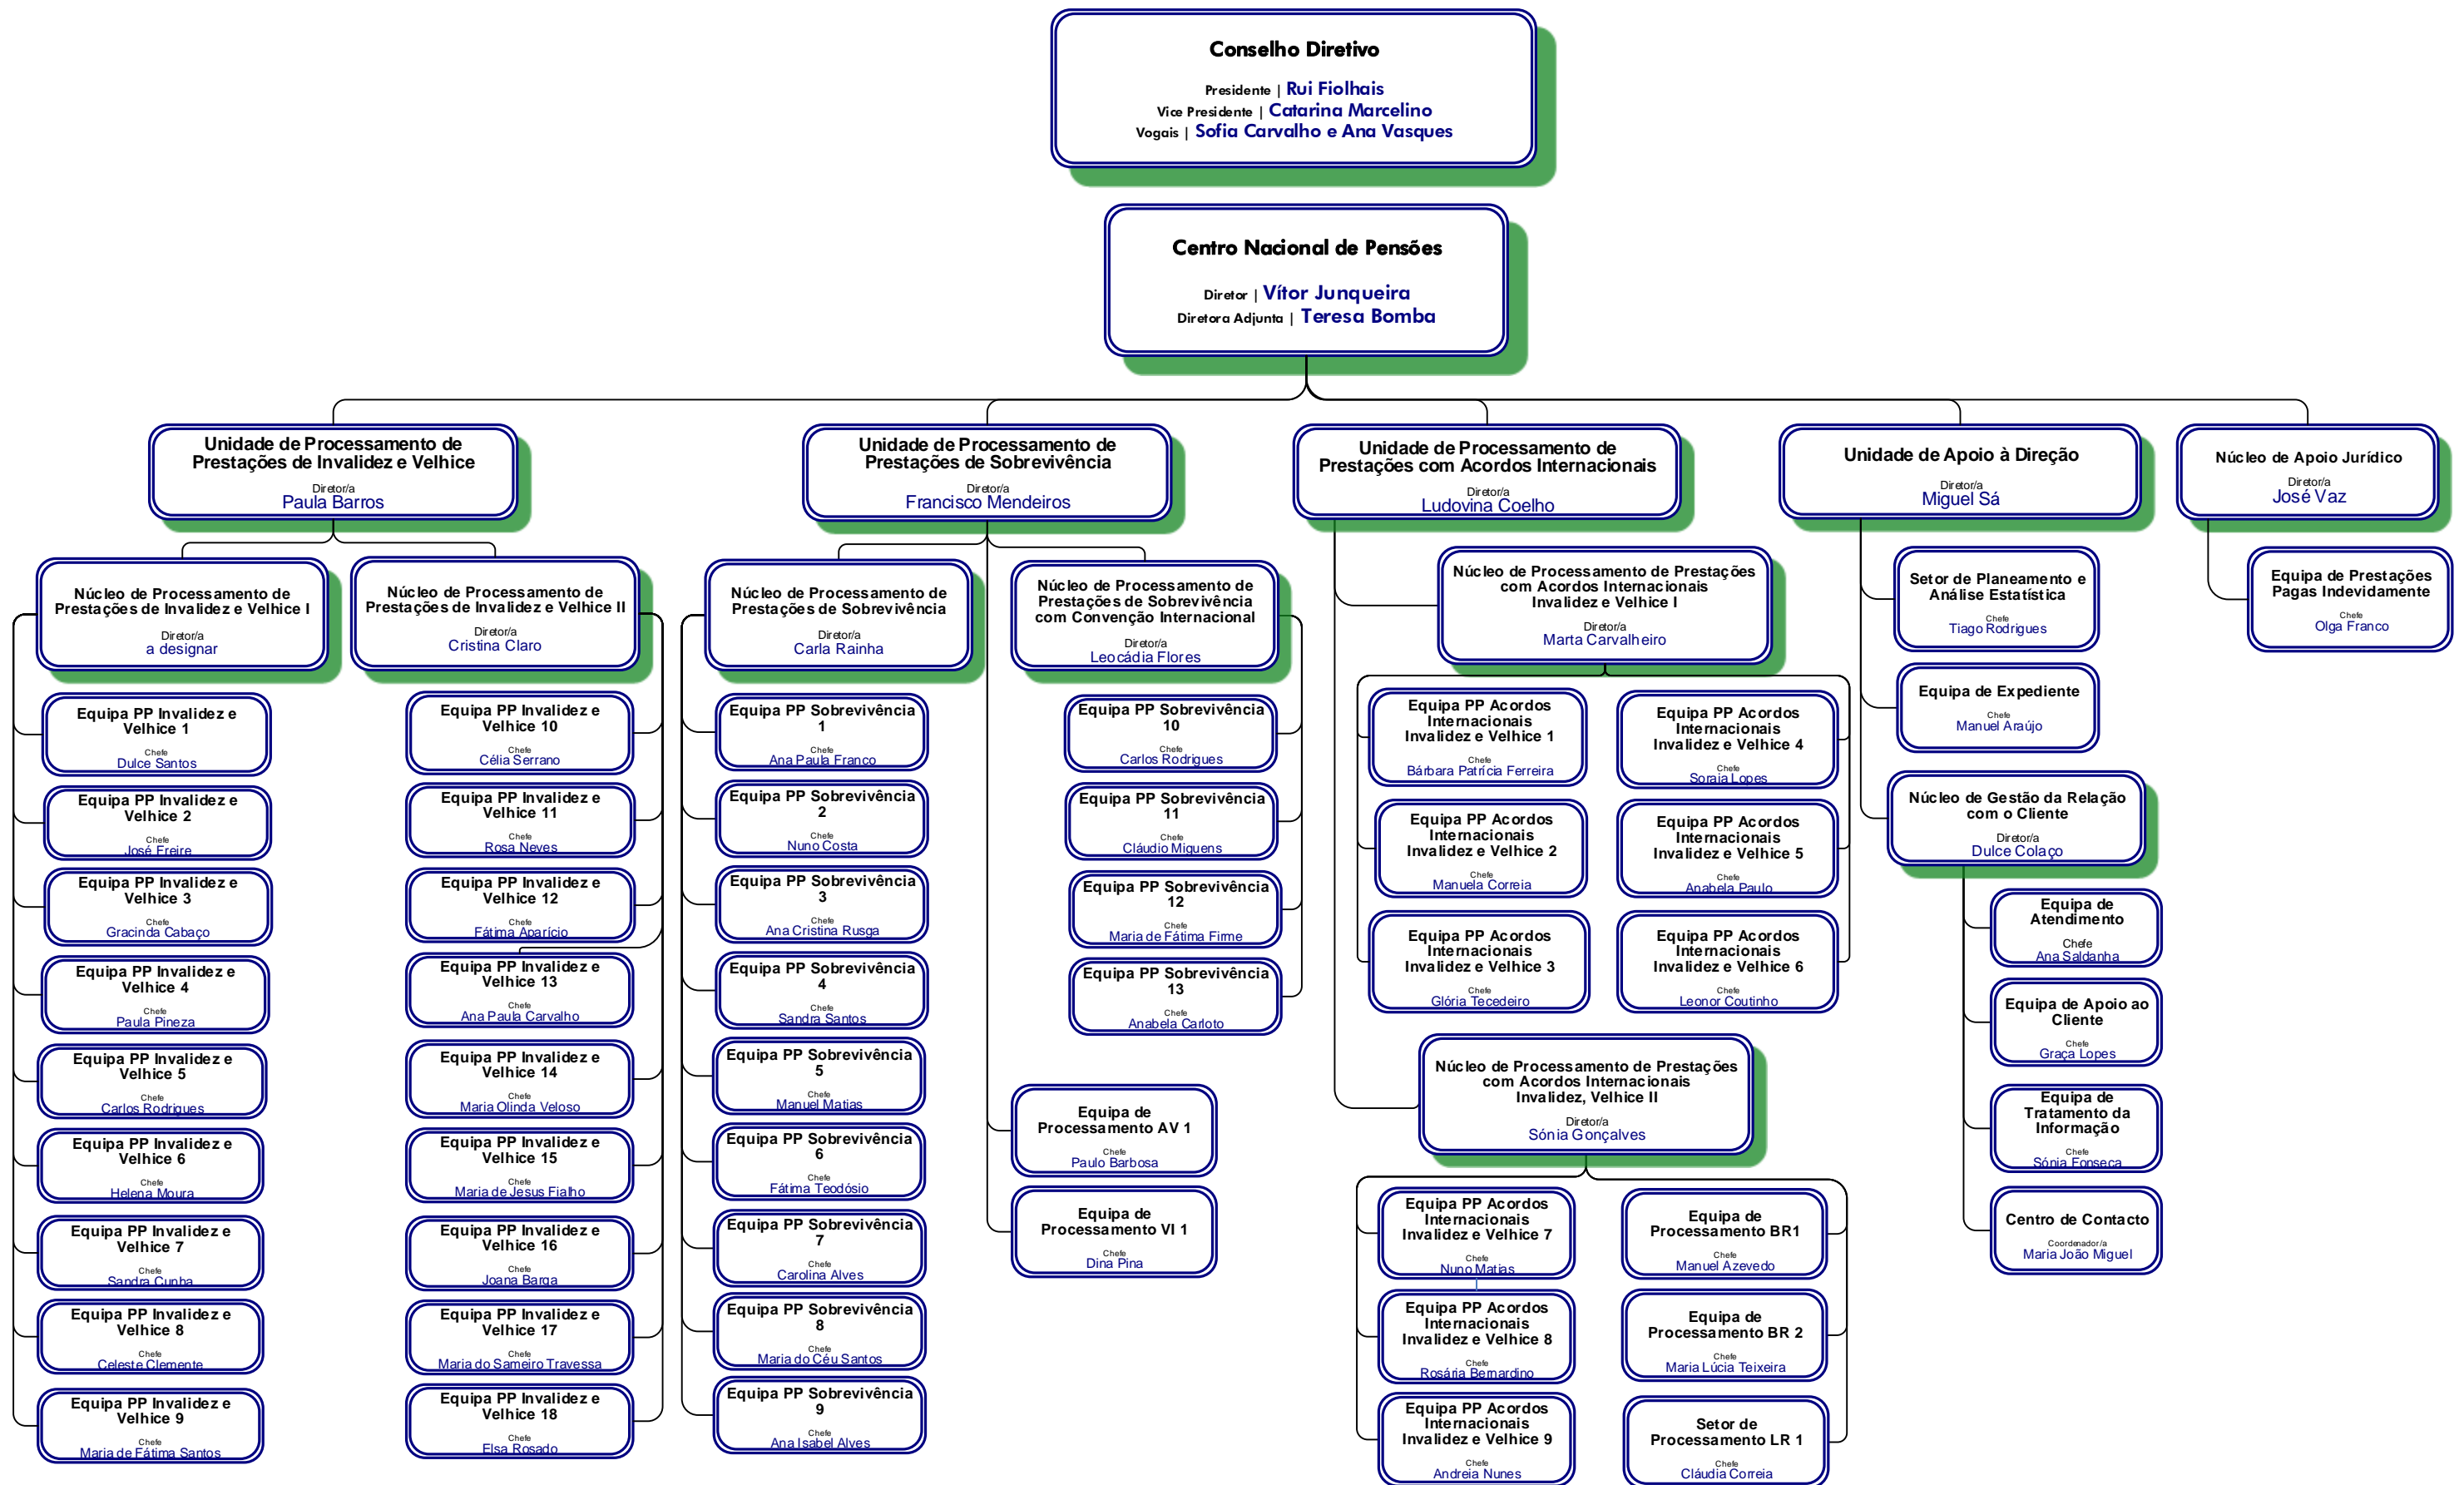 Conselho Diretivo
Presidente | Rui Fiolhais
Vice Presidente | Catarina Marcelino
Vogais | Sofia Carvalho e Ana Vasques
Centro Nacional de Pensões
Diretor | Vítor Junqueira
Diretora Adjunta | Teresa Bomba
Unidade de Processamento de
Prestações de Invalidez e Velhice
Diretor/a
Paula Barros
Núcleo de Processamento de
Prestações de Invalidez e Velhice I
Diretor/a
a designar
Equipa PP Invalidez e
Velhice 1
Chefe
Dulce Santos
Equipa PP Invalidez e
Velhice 2
Chefe
José Freire
Equipa PP Invalidez e
Velhice 3
Chefe
Gracinda Cabaço
Equipa PP Invalidez e
Velhice 4
Chefe
Paula Pineza
Equipa PP Invalidez e
Velhice 5
Chefe
Carlos Rodrigues
Equipa PP Invalidez e
Velhice 6
Chefe
Helena Moura
Equipa PP Invalidez e
Velhice 7
Chefe
Sandra Cunha
Equipa PP Invalidez e
Velhice 8
Chefe
Celeste Clemente
Equipa PP Invalidez e
Velhice 9
Chefe
Maria de Fátima Santos
Núcleo de Processamento de
Prestações de Invalidez e Velhice II
Diretor/a
Cristina Claro
Equipa PP Invalidez e
Velhice 10
Chefe
Célia Serrano
Equipa PP Invalidez e
Velhice 11
Chefe
Rosa Neves
Equipa PP Invalidez e
Velhice 12
Chefe
Fátima Aparício
Equipa PP Invalidez e
Velhice 13
Chefe
Ana Paula Carvalho
Equipa PP Invalidez e
Velhice 14
Chefe
Maria Olinda Veloso
Equipa PP Invalidez e
Velhice 15
Chefe
Maria de Jesus Fialho
Equipa PP Invalidez e
Velhice 16
Chefe
Joana Barga
Equipa PP Invalidez e
Velhice 17
Chefe
Maria do Sameiro Travessa
Equipa PP Invalidez e
Velhice 18
Chefe
Elsa Rosado
Unidade de Processamento de
Prestações de Sobrevivência
Diretor/a
Francisco Mendeiros
Núcleo de Processamento de
Prestações de Sobrevivência
Diretor/a
Carla Rainha
Equipa PP Sobrevivência
1
Chefe
Ana Paula Franco
Equipa PP Sobrevivência
2
Chefe
Nuno Costa
Equipa PP Sobrevivência
3
Chefe
Ana Cristina Rusga
Equipa PP Sobrevivência
4
Chefe
Sandra Santos
Equipa PP Sobrevivência
5
Chefe
Manuel Matias
Equipa PP Sobrevivência
6
Chefe
Fátima Teodósio
Equipa PP Sobrevivência
7
Chefe
Carolina Alves
Equipa PP Sobrevivência
8
Chefe
Maria do Céu Santos
Equipa PP Sobrevivência
9
Chefe
Ana Isabel Alves
Núcleo de Processamento de
Prestações de Sobrevivência
com Convenção Internacional
Diretor/a
Leocádia Flores
Equipa PP Sobrevivência
10
Chefe
Carlos Rodrigues
Equipa PP Sobrevivência
11
Chefe
Cláudio Miguens
Equipa PP Sobrevivência
12
Chefe
Maria de Fátima Firme
Equipa PP Sobrevivência
13
Chefe
Anabela Carloto
Equipa de
Processamento AV 1
Chefe
Paulo Barbosa
Equipa de
Processamento VI 1
Chefe
Dina Pina
Unidade de Processamento de
Prestações com Acordos Internacionais
Diretor/a
Ludovina Coelho
Núcleo de Processamento de Prestações
com Acordos Internacionais
Invalidez e Velhice I
Diretor/a
Marta Carvalheiro
Equipa PP Acordos
Internacionais
Invalidez e Velhice 1
Chefe
Bárbara Patrícia Ferreira
Equipa PP Acordos
Internacionais
Invalidez e Velhice 2
Chefe
Manuela Correia
Equipa PP Acordos
Internacionais
Invalidez e Velhice 3
Chefe
Glória Tecedeiro
Equipa PP Acordos
Internacionais
Invalidez e Velhice 4
Chefe
Soraia Lopes
Equipa PP Acordos
Internacionais
Invalidez e Velhice 5
Chefe
Anabela Paulo
Equipa PP Acordos
Internacionais
Invalidez e Velhice 6
Chefe
Leonor Coutinho
Núcleo de Processamento de Prestações
com Acordos Internacionais
Invalidez, Velhice II
Diretor/a
Sónia Gonçalves
Equipa PP Acordos
Internacionais
Invalidez e Velhice 7
Chefe
Nuno Matias
Equipa PP Acordos
Internacionais
Invalidez e Velhice 8
Chefe
Rosária Bernardino
Equipa PP Acordos
Internacionais
Invalidez e Velhice 9
Chefe
Andreia Nunes
Equipa de
Processamento BR1
Chefe
Manuel Azevedo
Equipa de
Processamento BR 2
Chefe
Maria Lúcia Teixeira
Setor de
Processamento LR 1
Chefe
Cláudia Correia
Unidade de Apoio à Direção
Diretor/a
Miguel Sá
Setor de Planeamento e
Análise Estatística
Chefe
Tiago Rodrigues
Equipa de Expediente
Chefe
Manuel Araújo
Núcleo de Gestão da Relação
com o Cliente
Diretor/a
Dulce Colaço
Equipa de
Atendimento
Chefe
Ana Saldanha
Equipa de Apoio ao
Cliente
Chefe
Graça Lopes
Equipa de
Tratamento da
Informação
Chefe
Sónia Fonseca
Centro de Contacto
Coordenador/a
Maria João Miguel
Núcleo de Apoio Jurídico
Diretor/a
José Vaz
Equipa de Prestações
Pagas Indevidamente
Chefe
Olga Franco